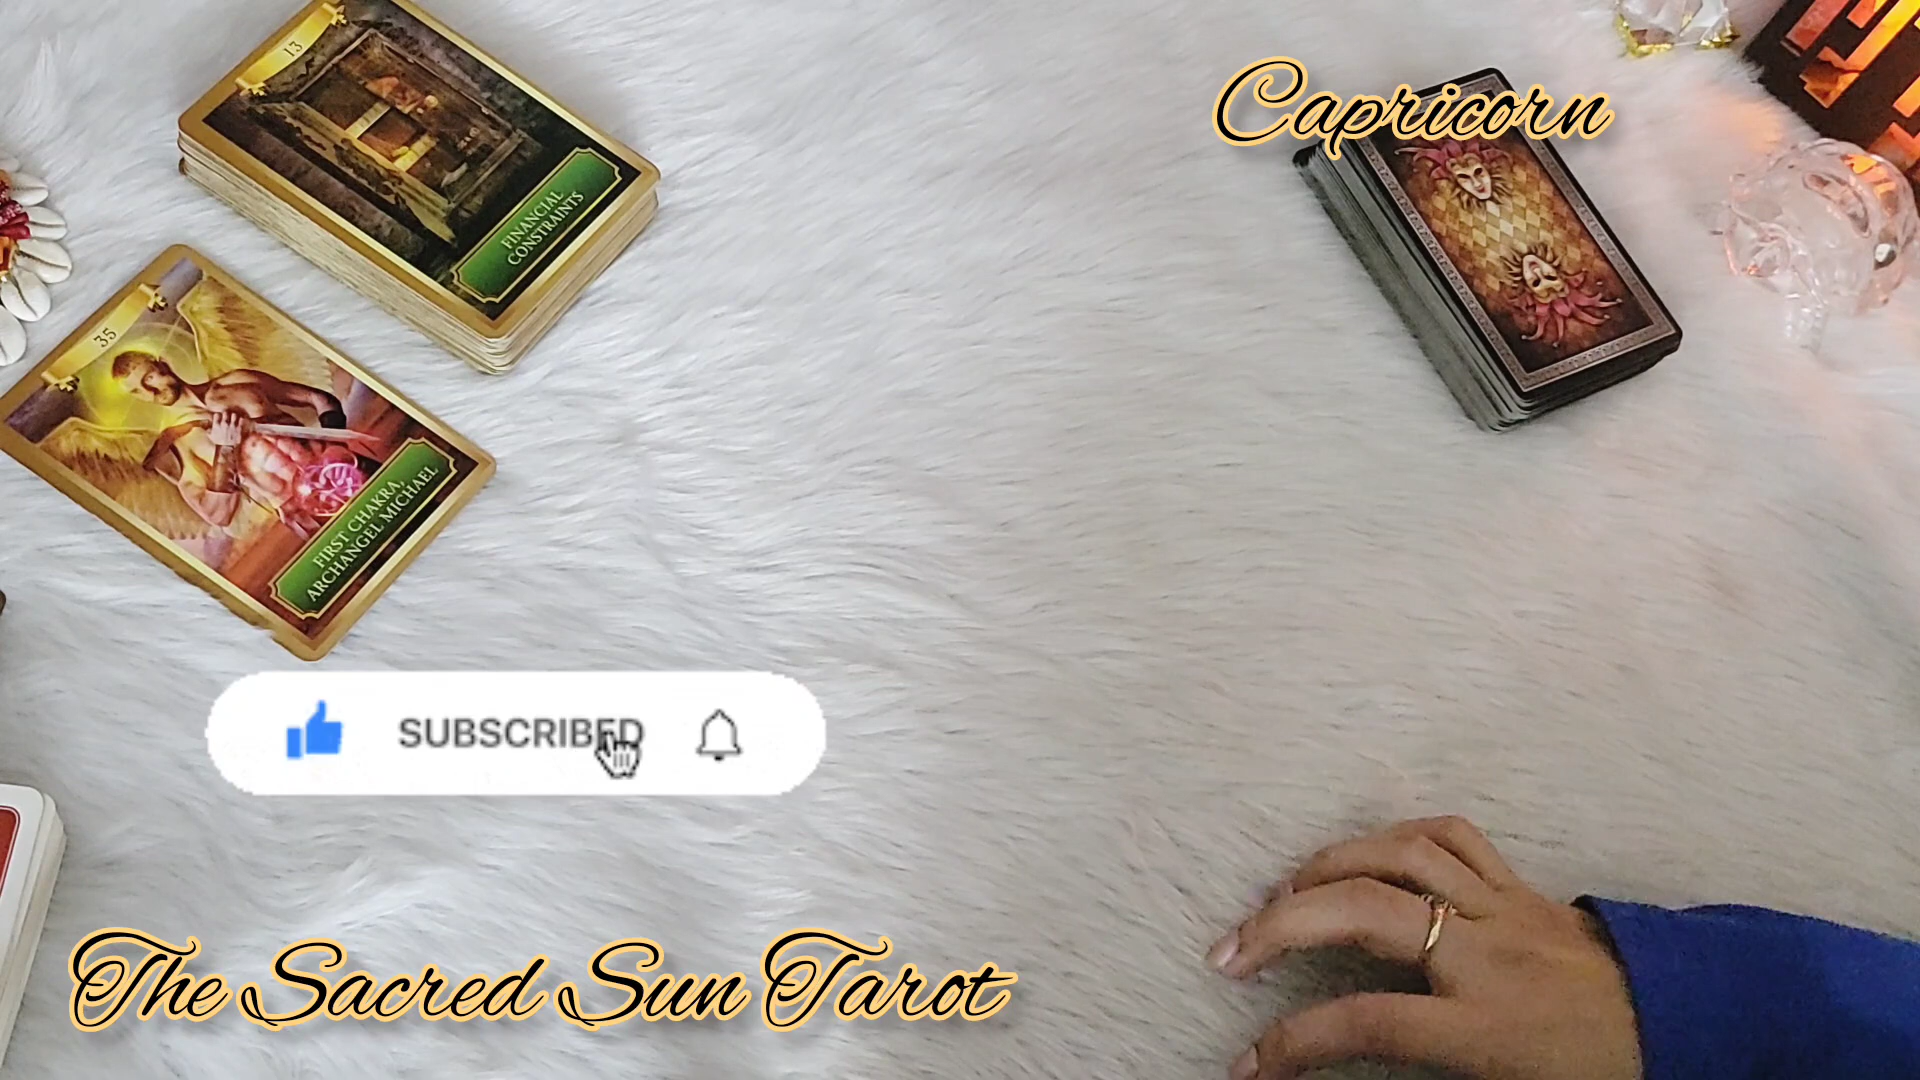 Capricorn
13
FINANCIAL
CONSTRAINTS
35
FIRST CHAKRA,
ARCHANGEL MICHAEL
SUBSCRIBED
The Sacred Sun Tarot